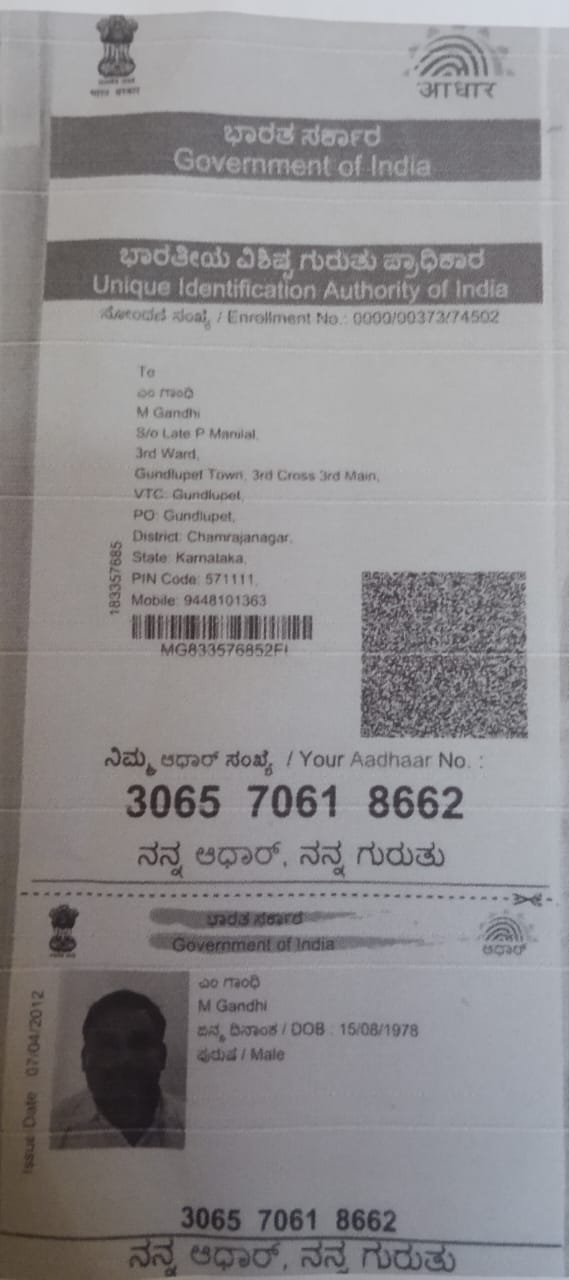 भारत सरकार
आधार
ಭಾರತ ಸರ್ಕಾರ
Government of India
ಭಾರತೀಯ ವಿಶಿಷ್ಟ ಗುರುತು ಪ್ರಾಧಿಕಾರ
Unique Identification Authority of India
ನೋಂದಣಿ ಸಂಖ್ಯೆ / Enrollment No.: 0000/00373/74502
To
ಎಂ ಗಾಂಧಿ
M Gandhi
S/o Late P Manilal,
3rd Ward,
Gundlupet Town, 3rd Cross 3rd Main,
VTC: Gundlupet,
PO: Gundlupet,
District: Chamrajanagar,
State: Karnataka,
PIN Code: 571111,
Mobile: 9448101363
183357685
MG833576852FI
ನಿಮ್ಮ ಆಧಾರ್ ಸಂಖ್ಯೆ / Your Aadhaar No. :
3065 7061 8662
ನನ್ನ ಆಧಾರ್, ನನ್ನ ಗುರುತು
ಭಾರತ ಸರ್ಕಾರ
Government of India
ಆಧಾರ್
ಎಂ ಗಾಂಧಿ
M Gandhi
ಜನ್ಮ ದಿನಾಂಕ / DOB : 15/08/1978
ಪುರುಷ / Male
Issue Date 07/04/2012
3065 7061 8662
ನನ್ನ ಆಧಾರ್, ನನ್ನ ಗುರುತು